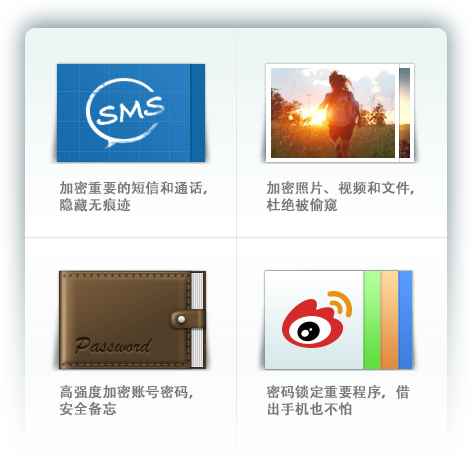 SMS
加密重要的短信和通话，
隐藏无痕迹
加密照片、视频和文件，
杜绝被偷窥
Password
高强度加密账号密码，
安全备忘
密码锁定重要程序，借
出手机也不怕